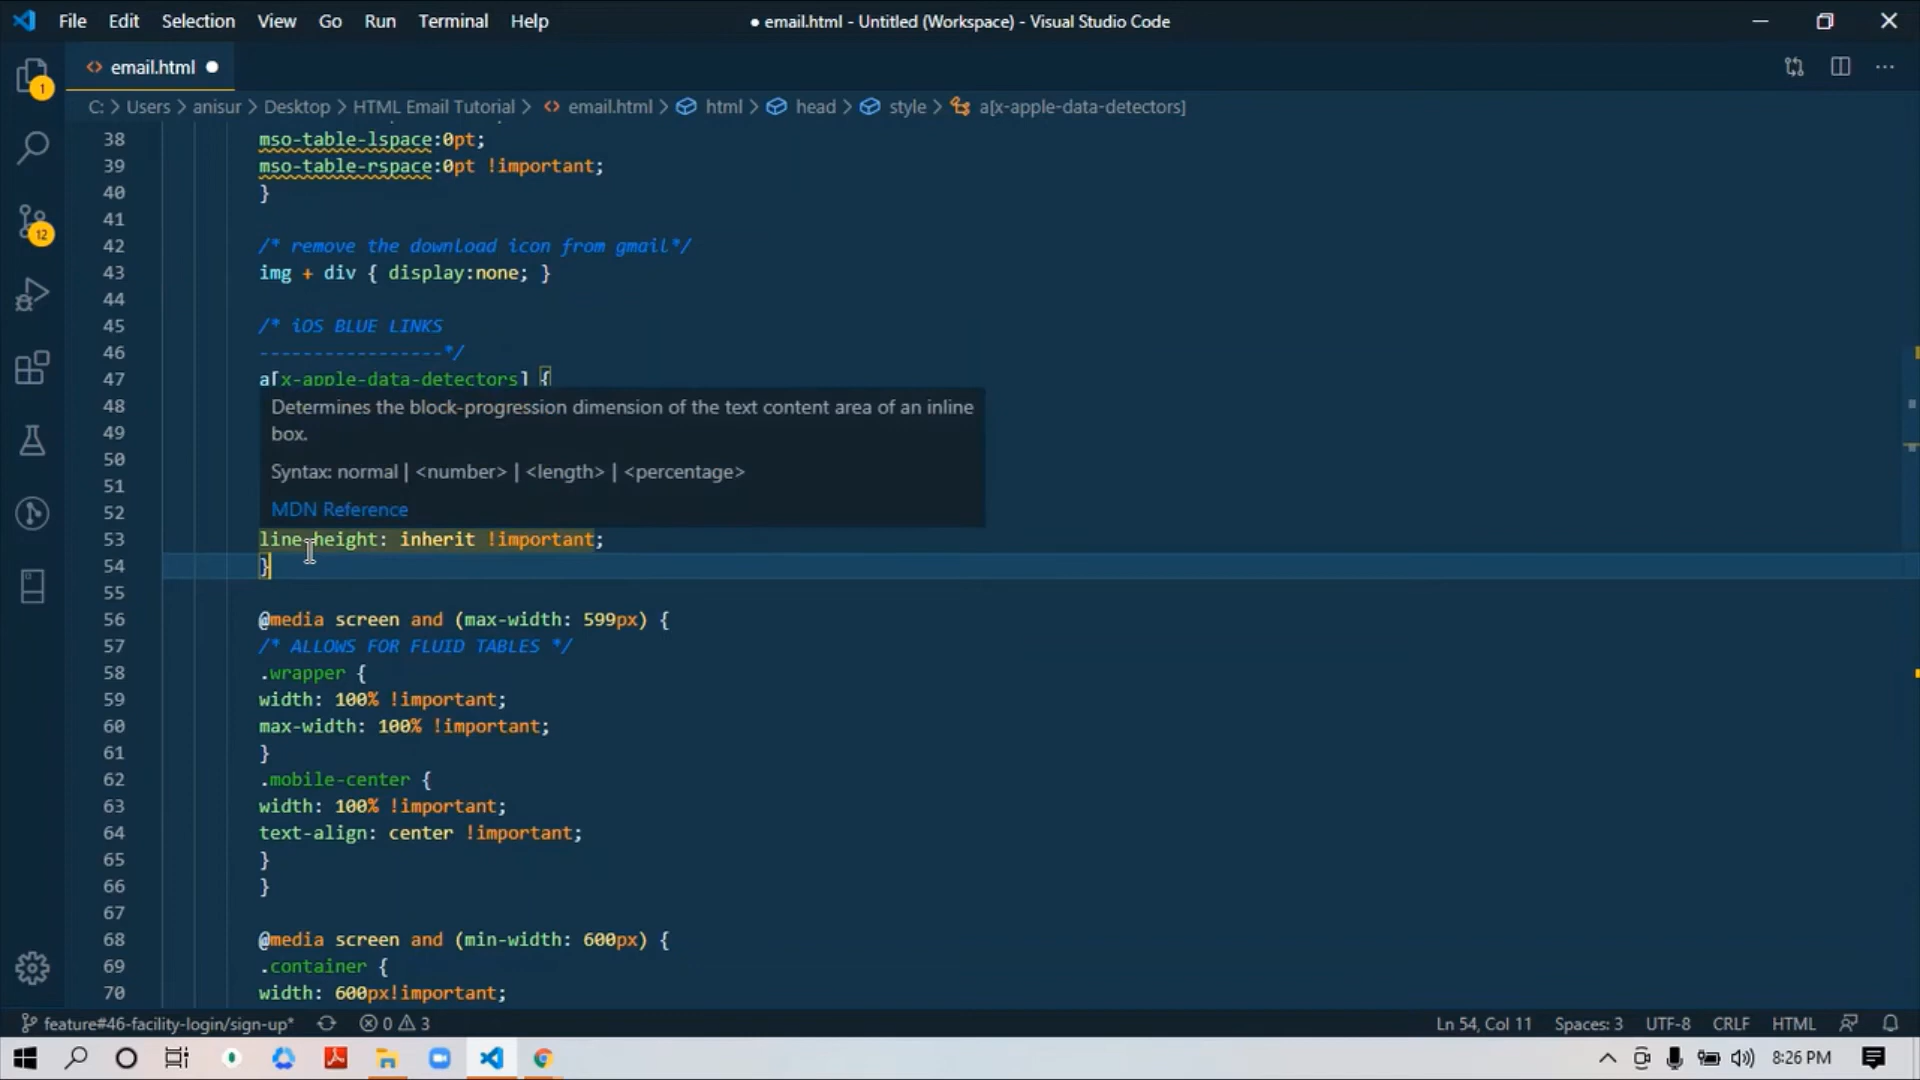 File Edit Selection View Go Run Terminal Help
● email.html - Untitled (Workspace) - Visual Studio Code
<> email.html ●
C: > Users > anisur > Desktop > HTML Email Tutorial > <> email.html > html > head > style > a[x-apple-data-detectors]
1
12
38 mso-table-lspace:0pt;
39 mso-table-rspace:0pt !important;
40 }
41
42 /* remove the download icon from gmail*/
43 img + div { display:none; }
44
45 /* iOS BLUE LINKS
46 -----------------*/
47 a[x-apple-data-detectors] {
48 Determines the block-progression dimension of the text content area of an inline
49 box.
50
51 Syntax: normal | <number> | <length> | <percentage>
52 MDN Reference
53 line-height: inherit !important;
54 }
55
56 @media screen and (max-width: 599px) {
57 /* ALLOWS FOR FLUID TABLES */
58 .wrapper {
59 width: 100% !important;
60 max-width: 100% !important;
61 }
62 .mobile-center {
63 width: 100% !important;
64 text-align: center !important;
65 }
66 }
67
68 @media screen and (min-width: 600px) {
69 .container {
70 width: 600px!important;
feature#46-facility-login/sign-up* 0 3 Ln 54, Col 11 Spaces: 3 UTF-8 CRLF HTML
8:26 PM